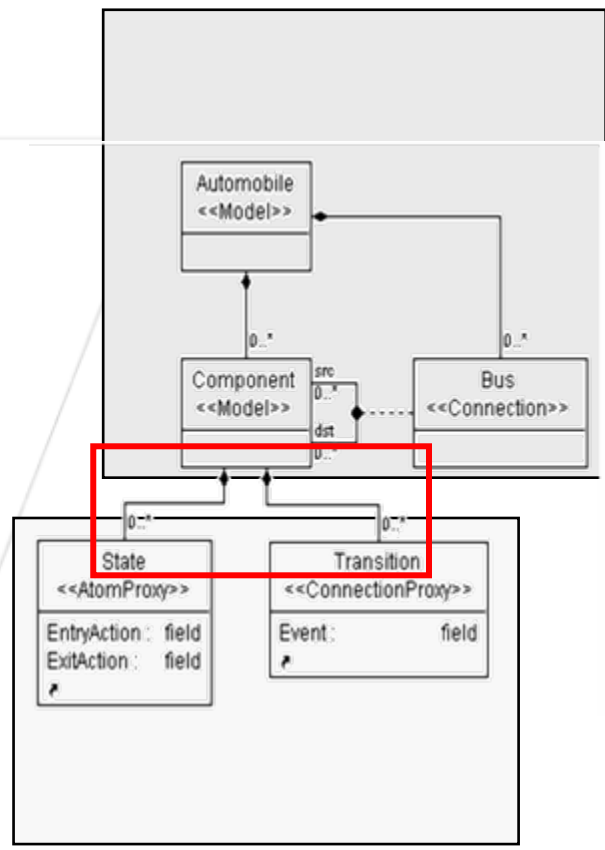 Automobile
<<Model>>
0..*
0..*
Component
<<Model>>
src
0..*
dst
0..*
Bus
<<Connection>>
0..*
0..*
State
<<AtomProxy>>
EntryAction : field
ExitAction : field
Transition
<<ConnectionProxy>>
Event : field